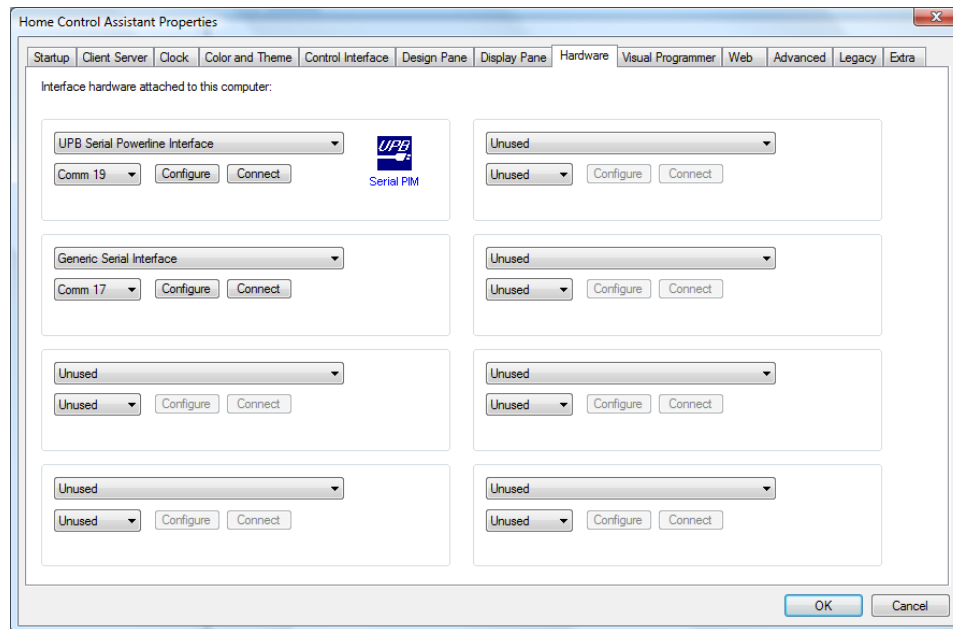 Home Control Assistant Properties
Startup Client Server Clock Color and Theme Control Interface Design Pane Display Pane Hardware Visual Programmer Web Advanced Legacy Extra
Interface hardware attached to this computer:
UPB Serial Powerline Interface
Comm 19 Configure Connect
UPB
Serial PIM
Unused
Unused Configure Connect
Generic Serial Interface
Comm 17 Configure Connect
Unused
Unused Configure Connect
Unused
Unused Configure Connect
Unused
Unused Configure Connect
Unused
Unused Configure Connect
Unused
Unused Configure Connect
OK Cancel